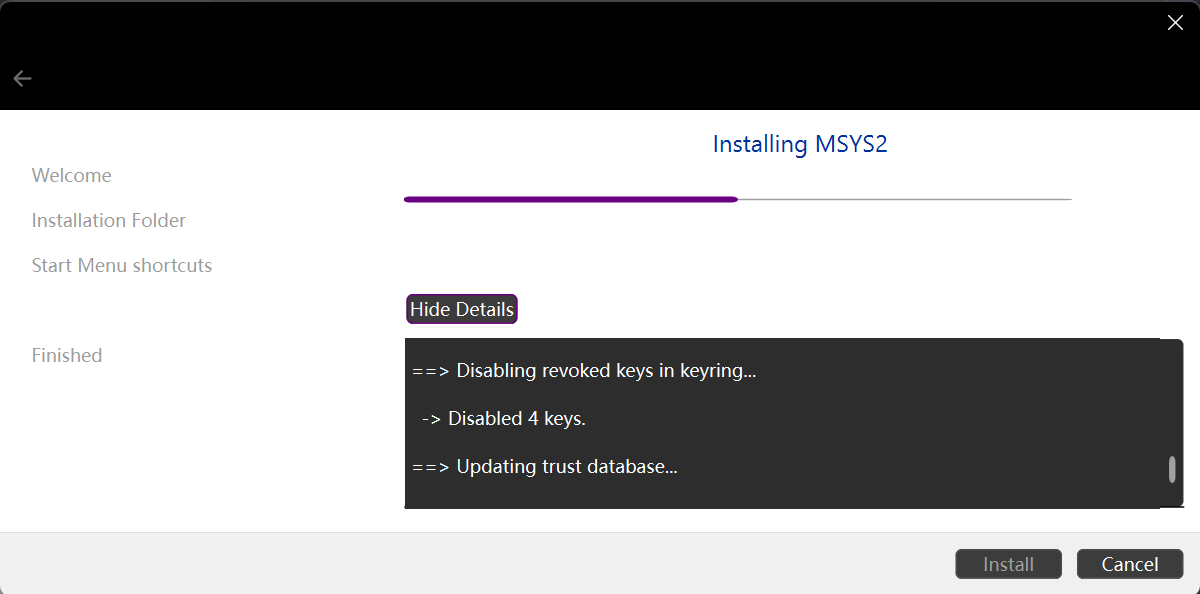 Installing MSYS2
Welcome
Installation Folder
Start Menu shortcuts
Finished
Hide Details
==> Disabling revoked keys in keyring...
-> Disabled 4 keys.
==> Updating trust database...
Install
Cancel